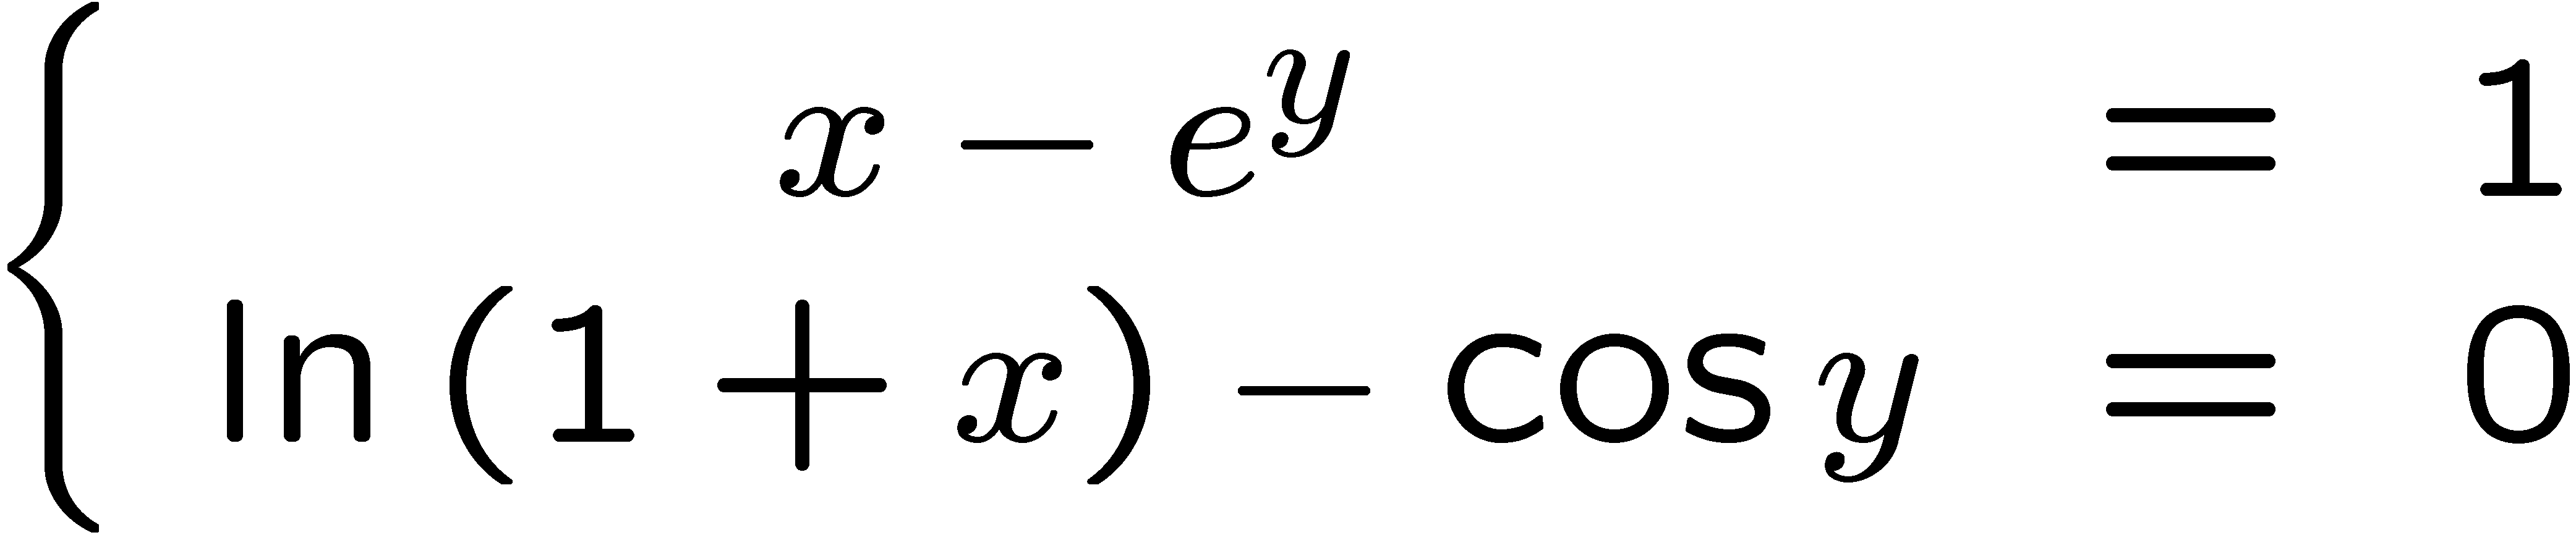 x − e^y = 1
ln (1 + x) − cos y = 0